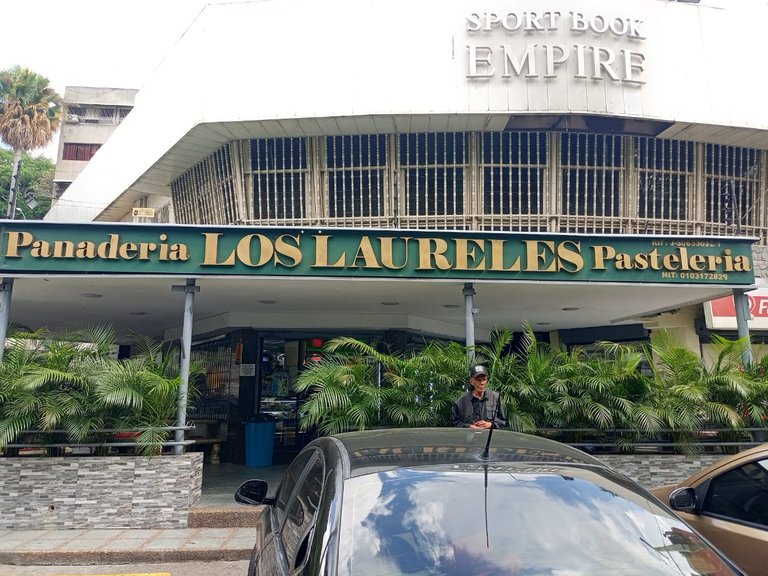 SPORT BOOK
EMPIRE
Panaderia LOS LAURELES Pasteleria
NIT: 0103172829